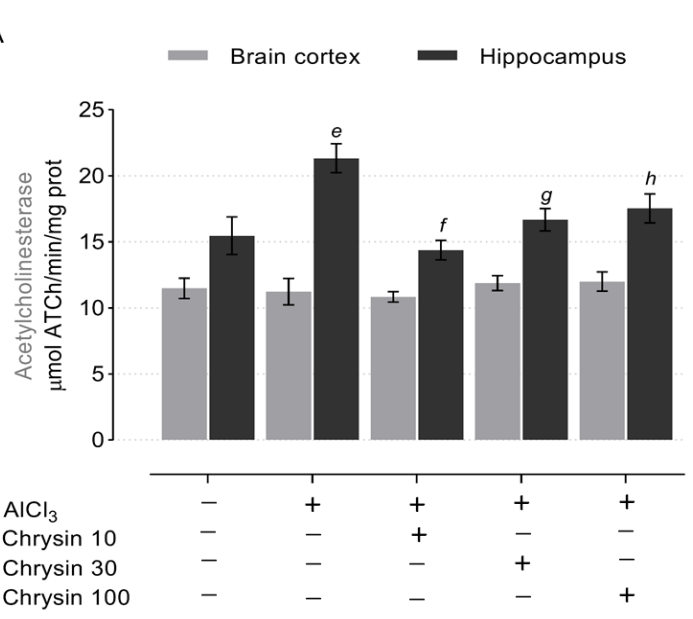 A
Brain cortex Hippocampus
Acetylcholinesterase
µmol ATCh/min/mg prot
25
20
15
10
5
0
e
f
g
h
AlCl3 – + + + +
Chrysin 10 – – + – –
Chrysin 30 – – – + –
Chrysin 100 – – – – +